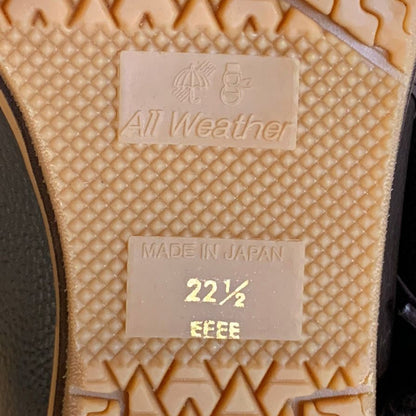 All Weather
MADE IN JAPAN
22½
EEEE